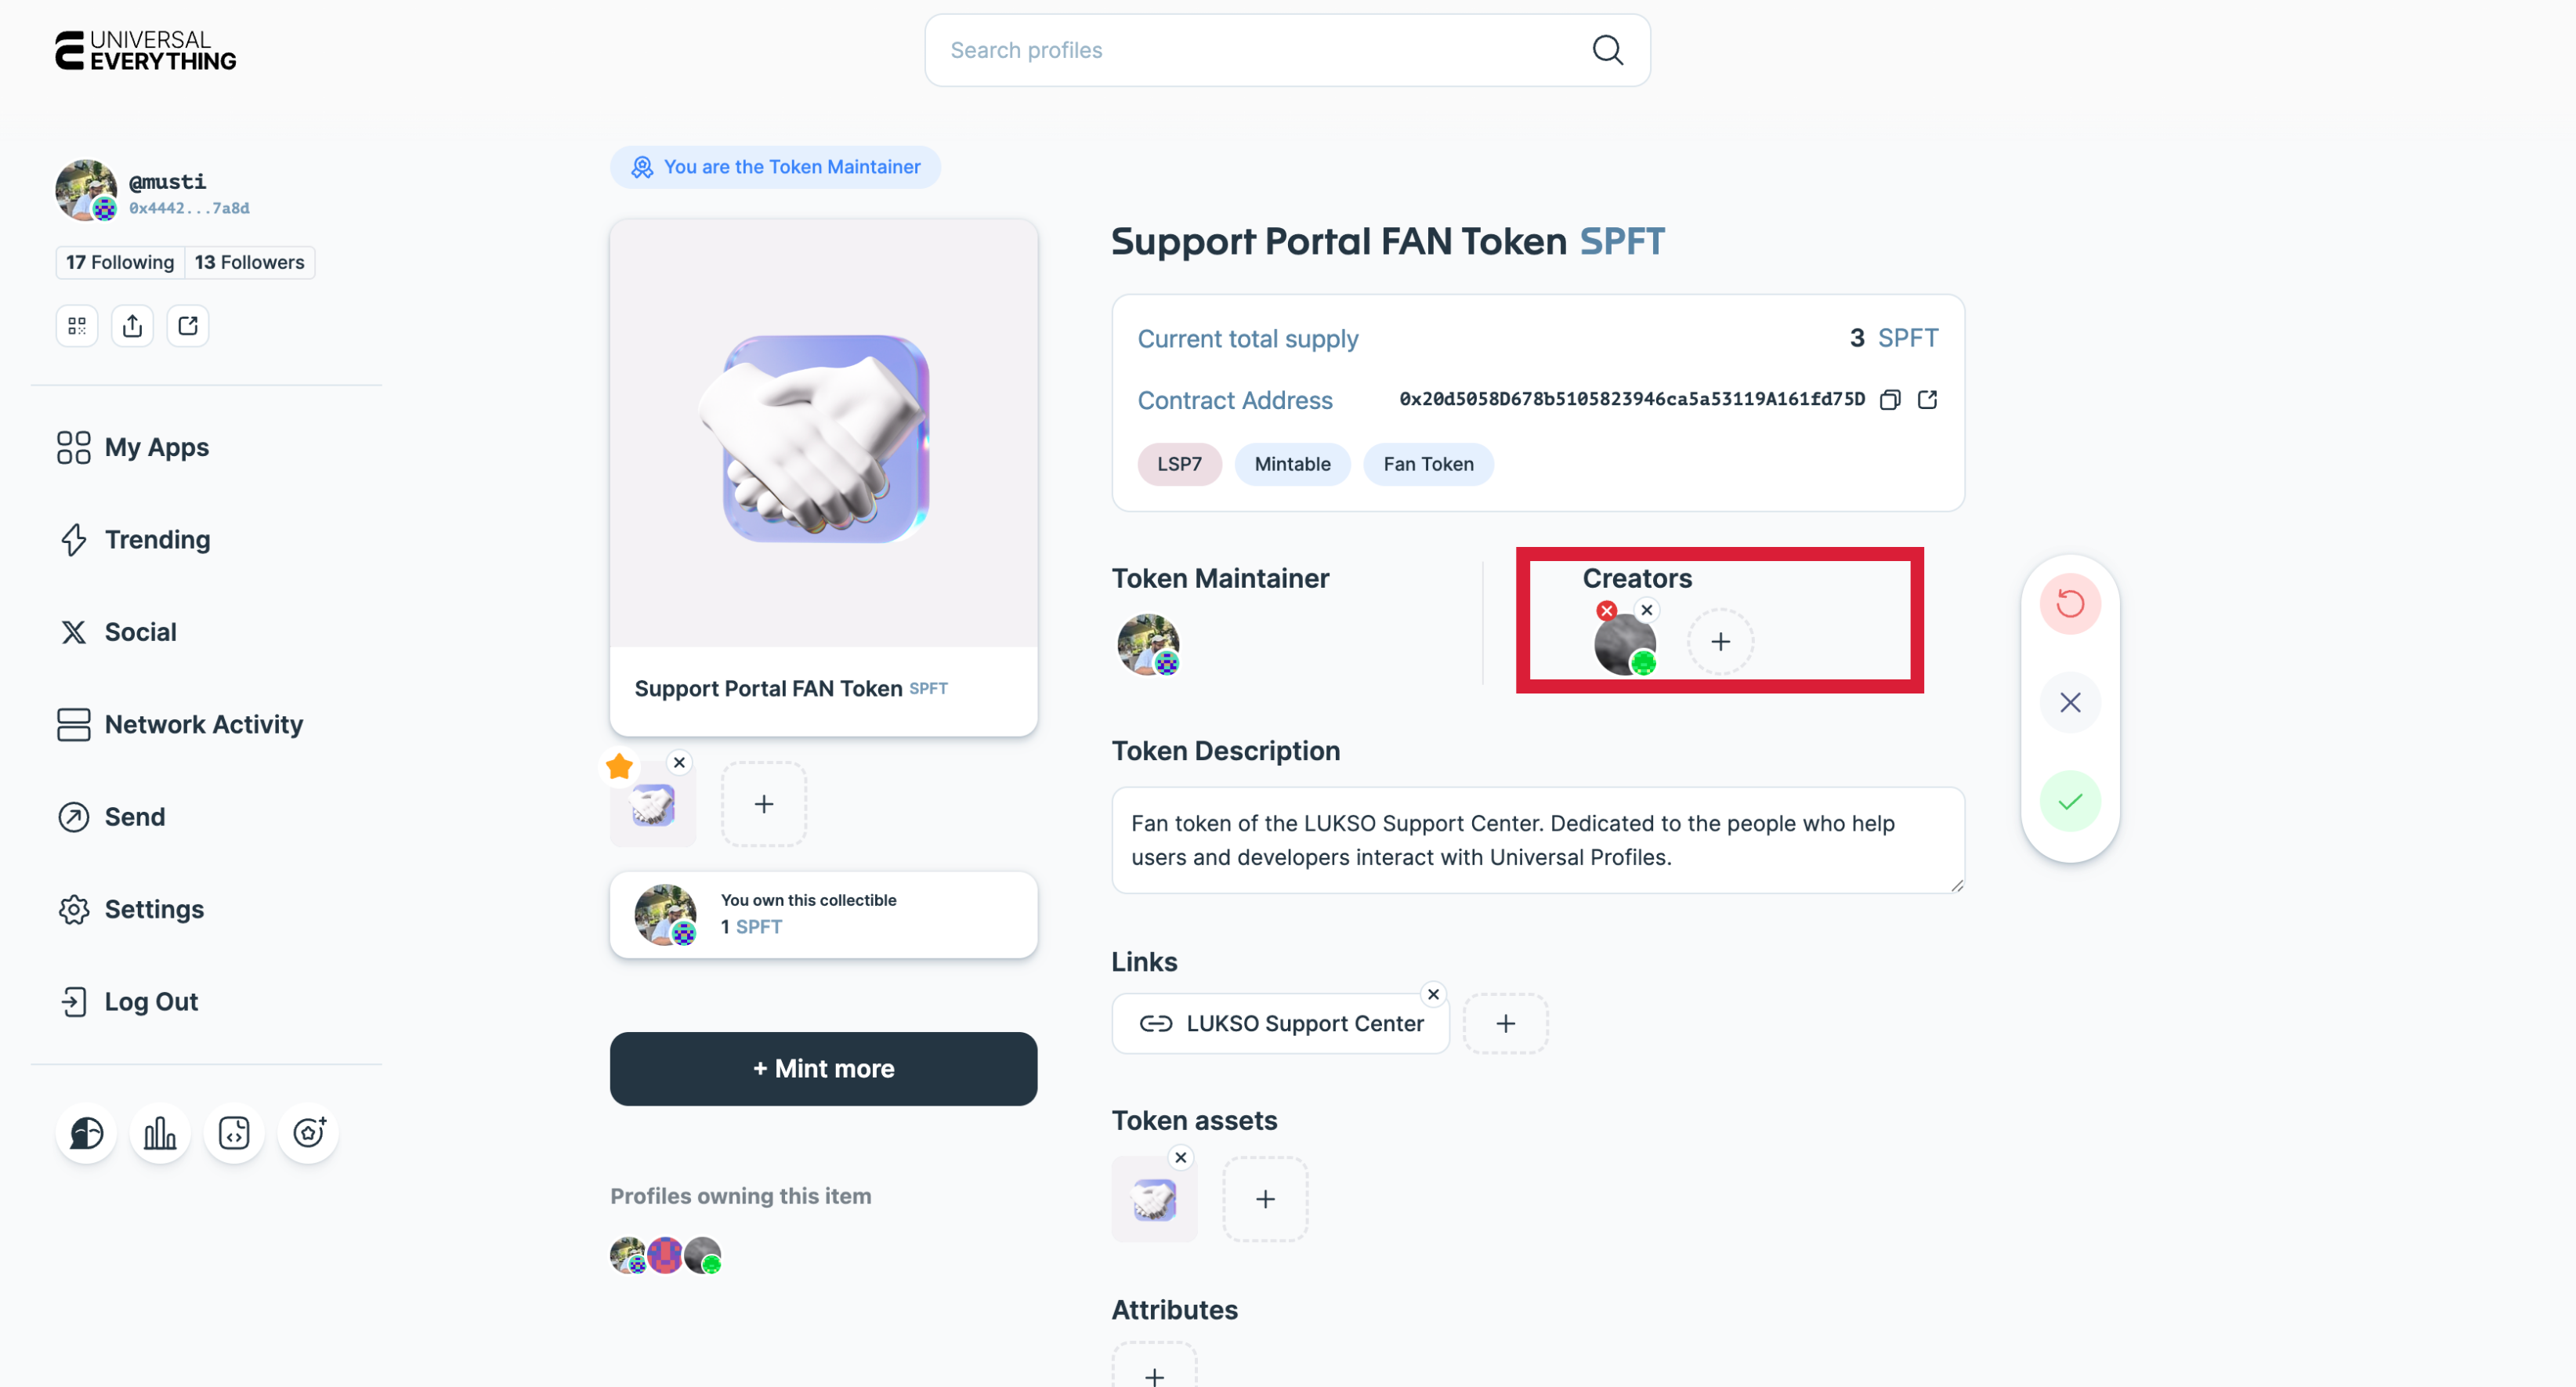 UNIVERSAL
EVERYTHING
Search profiles
@musti
0x4442...7a8d
17 Following
13 Followers
My Apps
Trending
Social
Network Activity
Send
Settings
Log Out
You are the Token Maintainer
Support Portal FAN Token SPFT
You own this collectible
1 SPFT
+ Mint more
Profiles owning this item
Support Portal FAN Token SPFT
Current total supply
3 SPFT
Contract Address
0x20d5058D678b5105823946ca5a53119A161fd75D
LSP7
Mintable
Fan Token
Token Maintainer
Creators
Token Description
Fan token of the LUKSO Support Center. Dedicated to the people who help
users and developers interact with Universal Profiles.
Links
LUKSO Support Center
Token assets
Attributes